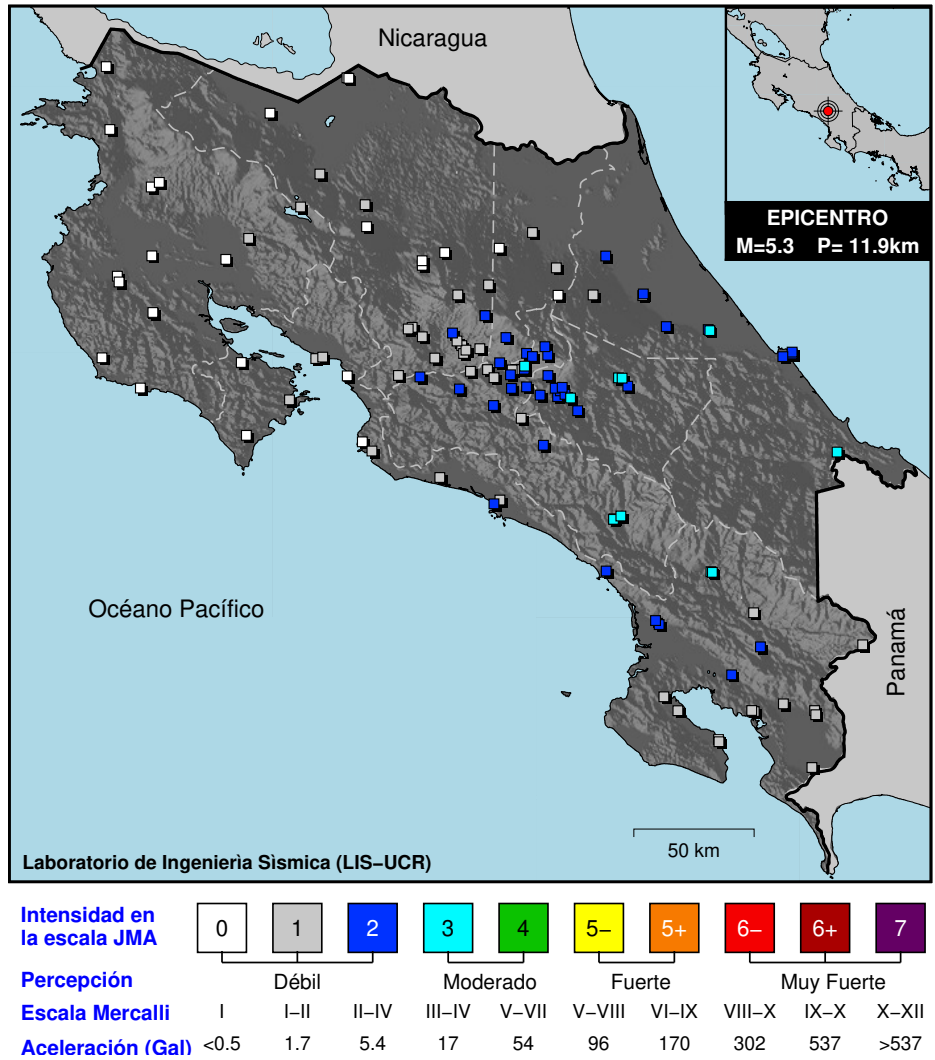 Nicaragua
EPICENTRO
M=5.3 P= 11.9km
Océano Pacífico
Panamá
50 km
Laboratorio de Ingenierìa Sìsmica (LIS−UCR)
Intensidad en
la escala JMA
0 1 2 3 4 5− 5+ 6− 6+ 7
Percepción Débil Moderado Fuerte Muy Fuerte
Escala Mercalli I I−II II−IV III−IV V−VII V−VIII VI−IX VIII−X IX−X X−XII
Aceleración (Gal) <0.5 1.7 5.4 17 54 96 170 302 537 >537